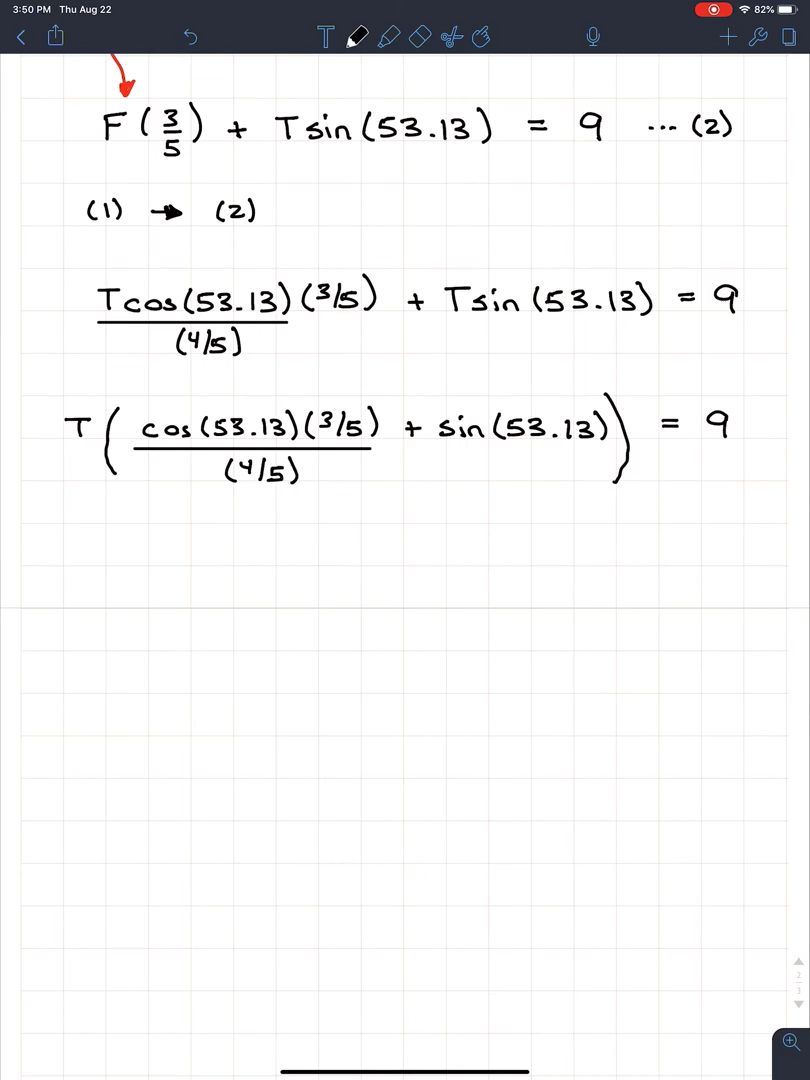 3:50 PM Thu Aug 22
82%
T
F(3/5) + Tsin(53.13) = 9 ... (2)
(1) → (2)
Tcos(53.13)(3/5)/(4/5) + Tsin(53.13) = 9
T(cos(53.13)(3/5)/(4/5) + sin(53.13)) = 9
2
3